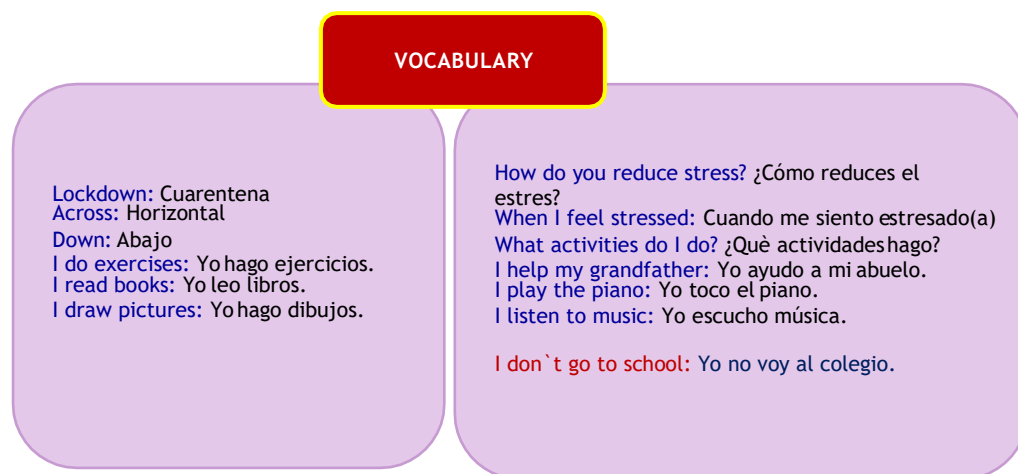 VOCABULARY
Lockdown: Cuarentena
Across: Horizontal
Down: Abajo
I do exercises: Yo hago ejercicios.
I read books: Yo leo libros.
I draw pictures: Yo hago dibujos.
How do you reduce stress? ¿Cómo reduces el
estres?
When I feel stressed: Cuando me siento estresado(a)
What activities do I do? ¿Què actividades hago?
I help my grandfather: Yo ayudo a mi abuelo.
I play the piano: Yo toco el piano.
I listen to music: Yo escucho música.
I don`t go to school: Yo no voy al colegio.